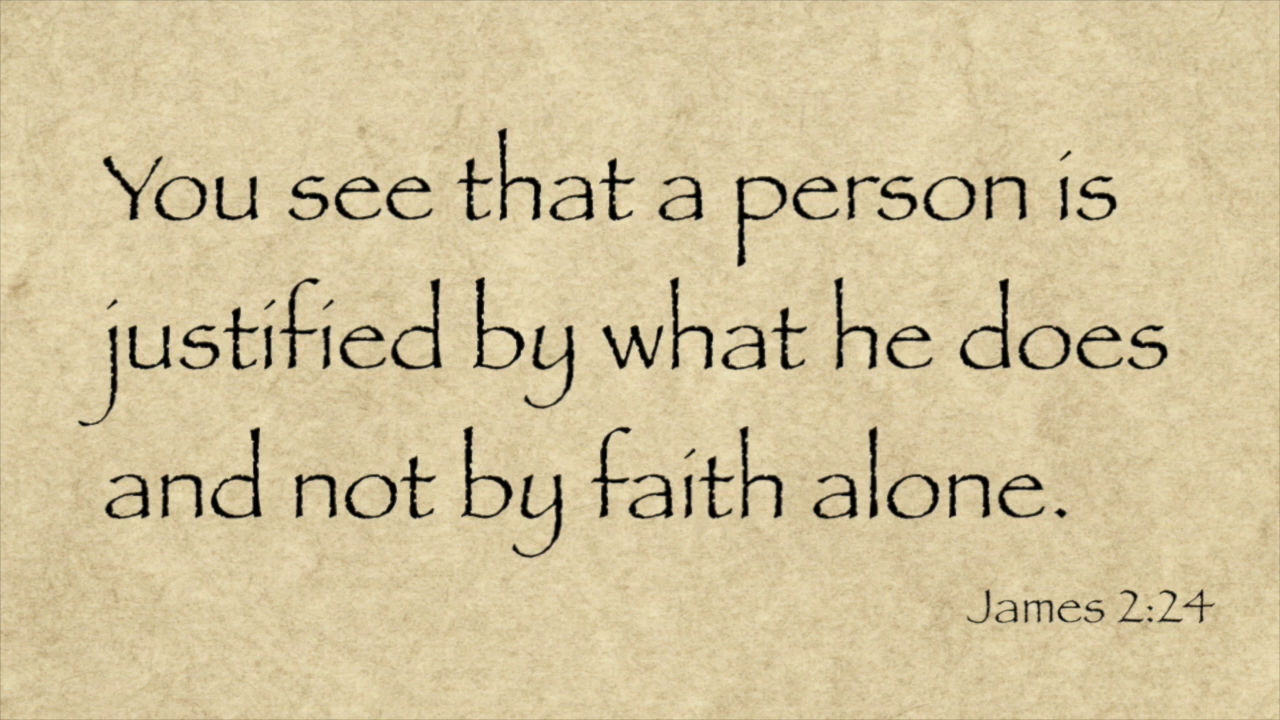 You see that a person is
justified by what he does
and not by faith alone.
James 2:24